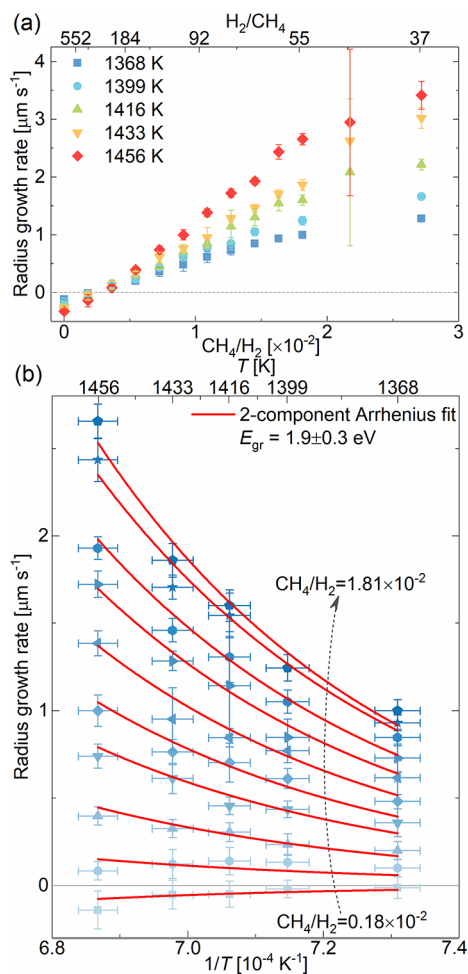 (a)
H₂/CH₄
552 184 92 55 37
Radius growth rate [μm s⁻¹]
4
3
2
1
0
1368 K
1399 K
1416 K
1433 K
1456 K
0 1 2 3
CH₄/H₂ [×10⁻²]
(b)
T [K]
1456 1433 1416 1399 1368
Radius growth rate [μm s⁻¹]
2
1
0
2-component Arrhenius fit
E_gr = 1.9±0.3 eV
CH₄/H₂=1.81×10⁻²
CH₄/H₂=0.18×10⁻²
6.8 7.0 7.2 7.4
1/T [10⁻⁴ K⁻¹]